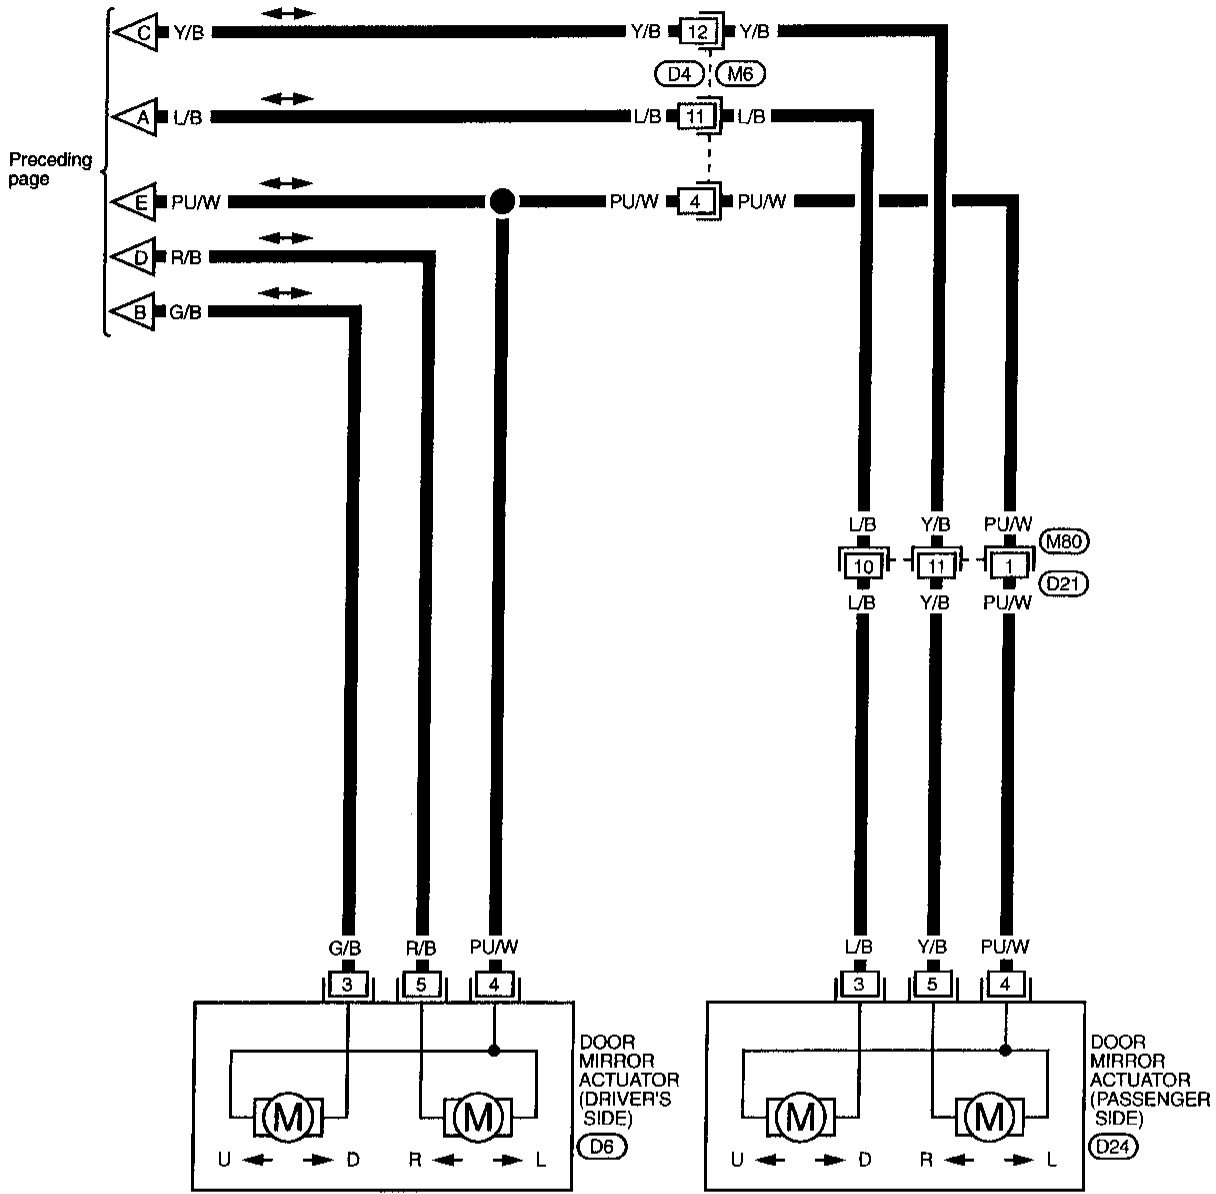 C Y/B Y/B 12 Y/B
D4 M6
A L/B L/B 11 L/B
Preceding
page
E PU/W PU/W 4 PU/W
D R/B
B G/B
L/B Y/B PU/W
M80
10 11 1
D21
L/B Y/B PU/W
G/B R/B PU/W L/B Y/B PU/W
3 5 4 3 5 4
DOOR
MIRROR
ACTUATOR
(DRIVER'S
SIDE)
D6
M M
U D R L
DOOR
MIRROR
ACTUATOR
(PASSENGER
SIDE)
D24
M M
U D R L